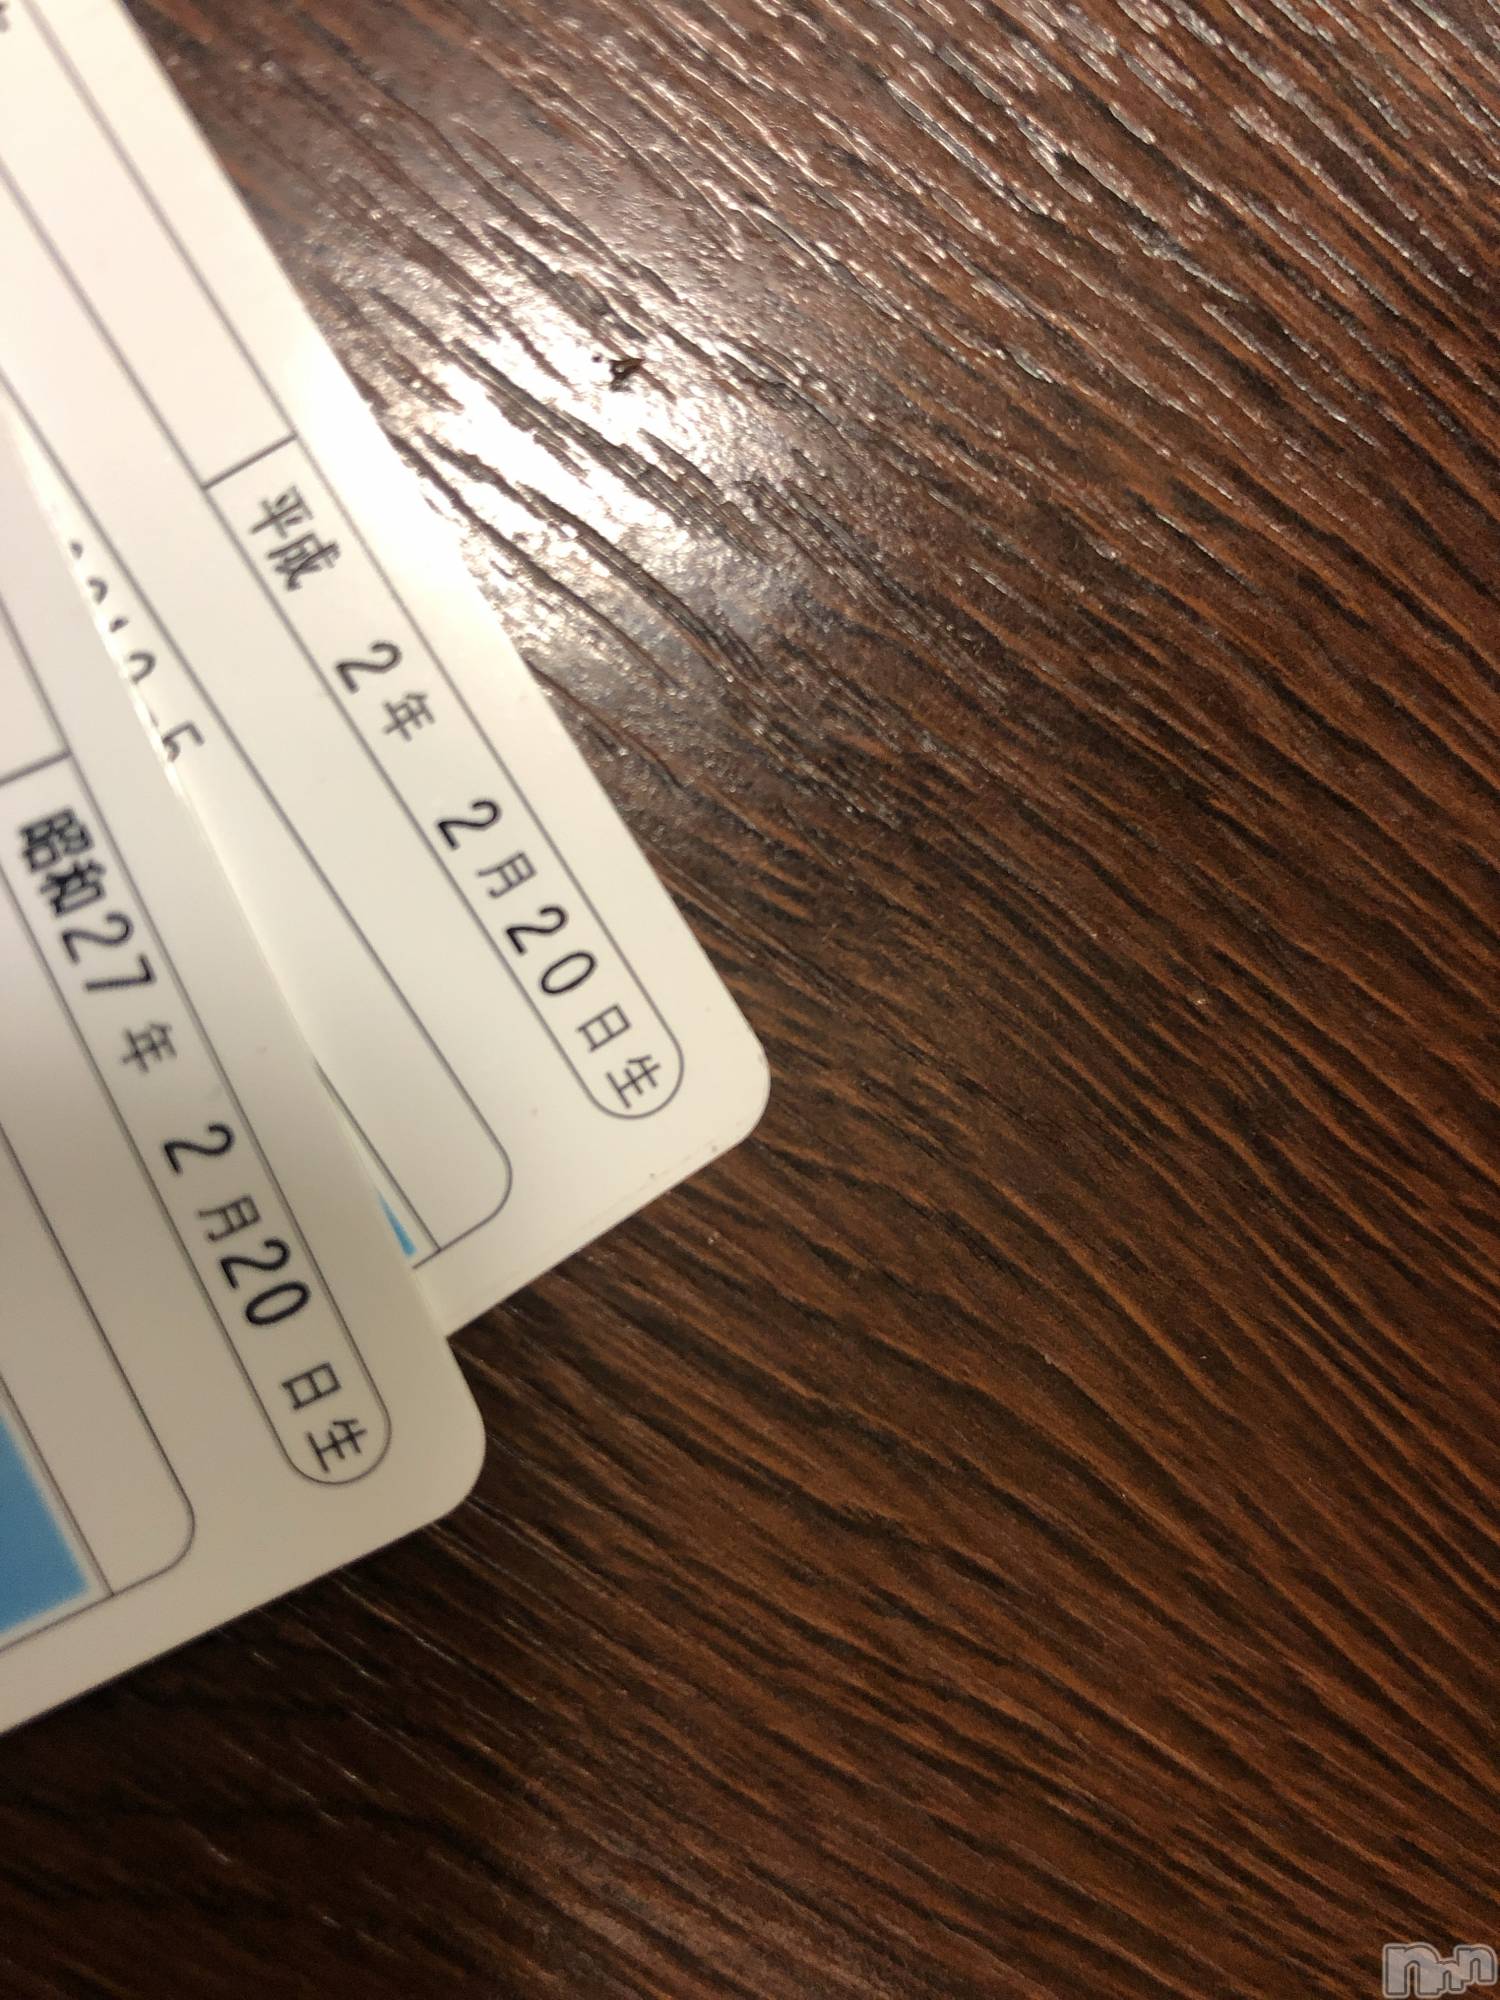 平成 2年 2月20日生
昭和27年 2月20日生
nnn